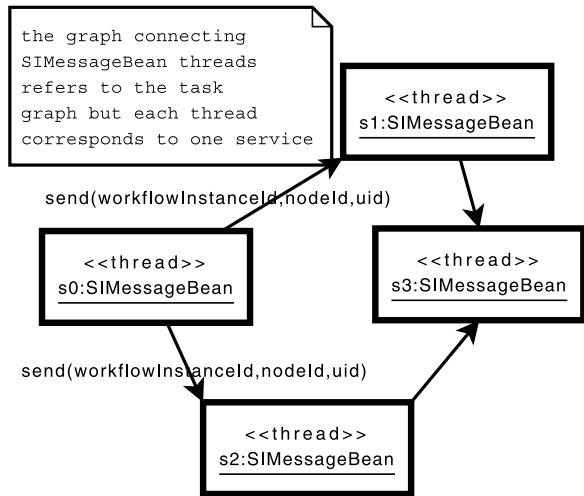 the graph connecting
SIMessageBean threads
refers to the task
graph but each thread
corresponds to one service
<<thread>>
s1:SIMessageBean
send(workflowInstanceId,nodeId,uid)
<<thread>>
s0:SIMessageBean
<<thread>>
s3:SIMessageBean
send(workflowInstanceId,nodeId,uid)
<<thread>>
s2:SIMessageBean